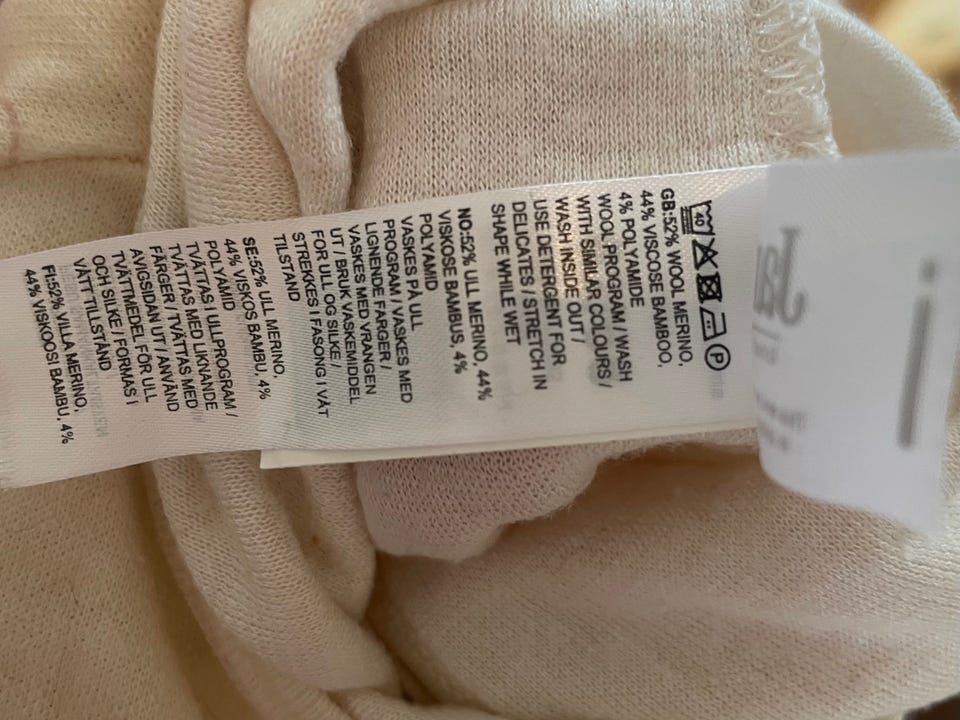 40 P
GB:52% WOOL MERINO,
44% VISCOSE BAMBOO,
4% POLYAMIDE
WOOL PROGRAM / WASH
WITH SIMILAR COLOURS /
WASH INSIDE OUT /
USE DETERGENT FOR
DELICATES / STRETCH IN
SHAPE WHILE WET
NO:52% ULL MERINO, 44%
VISKOSE BAMBUS, 4%
POLYAMID
VASKES PÅ ULL
PROGRAM / VASKES MED
LIGNENDE FARGER /
VASKES MED VRANGEN
UT / BRUK VASKEMIDDEL
FOR ULL OG SILKE /
STREKKES I FASONG I VÅT
TILSTAND
SE:52% ULL MERINO,
44% VISKOS BAMBU, 4%
POLYAMID
TVÄTTAS I ULLPROGRAM /
TVÄTTAS MED LIKNANDE
FÄRGER / TVÄTTAS MED
AVIGSIDAN UT / ANVÄND
TVÄTTMEDEL FÖR ULL
OCH SILKE / FORMAS I
VÅTT TILLSTÅND
FI:52% VILLA MERINO,
44% VISKOOSI BAMBU, 4%